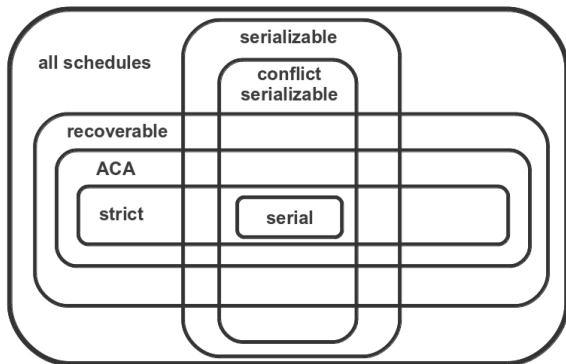 serializable
all schedules
conflict
serializable
recoverable
ACA
strict
serial